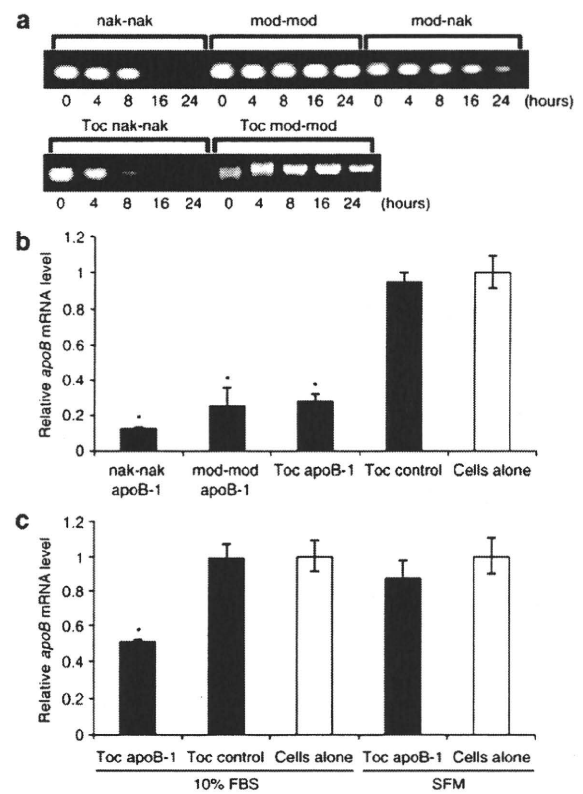 a
nak-nak mod-mod mod-nak
0 4 8 16 24 0 4 8 16 24 0 4 8 16 24 (hours)
Toc nak-nak Toc mod-mod
0 4 8 16 24 0 4 8 16 24 (hours)
b
Relative apoB mRNA level
1.2
1
0.8
0.6
0.4
0.2
0
* * *
nak-nak apoB-1 mod-mod apoB-1 Toc apoB-1 Toc control Cells alone
c
Relative apoB mRNA level
1.2
1
0.8
0.6
0.4
0.2
0
*
Toc apoB-1 Toc control Cells alone Toc apoB-1 Cells alone
10% FBS SFM